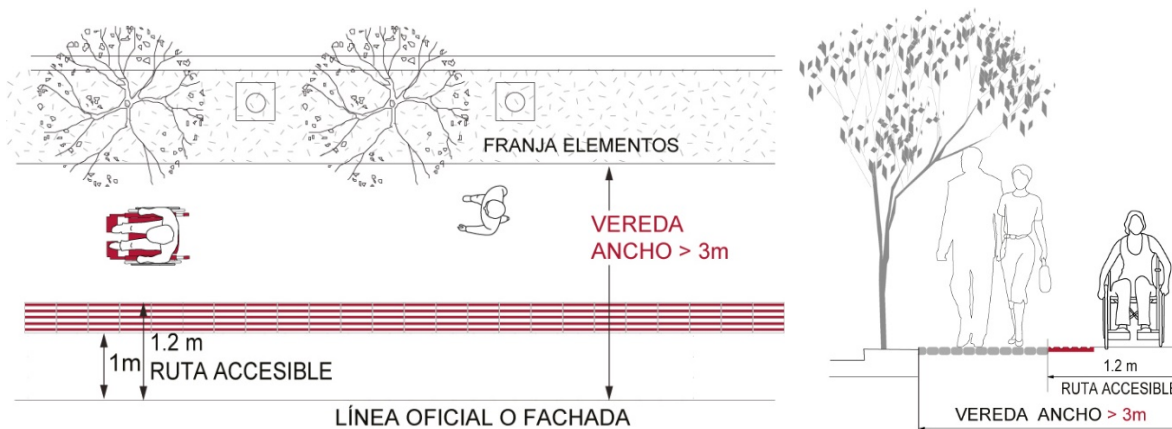 FRANJA ELEMENTOS
VEREDA
ANCHO > 3m
1m
1.2 m
RUTA ACCESIBLE
LÍNEA OFICIAL O FACHADA
1.2 m
RUTA ACCESIBLE
VEREDA ANCHO > 3m